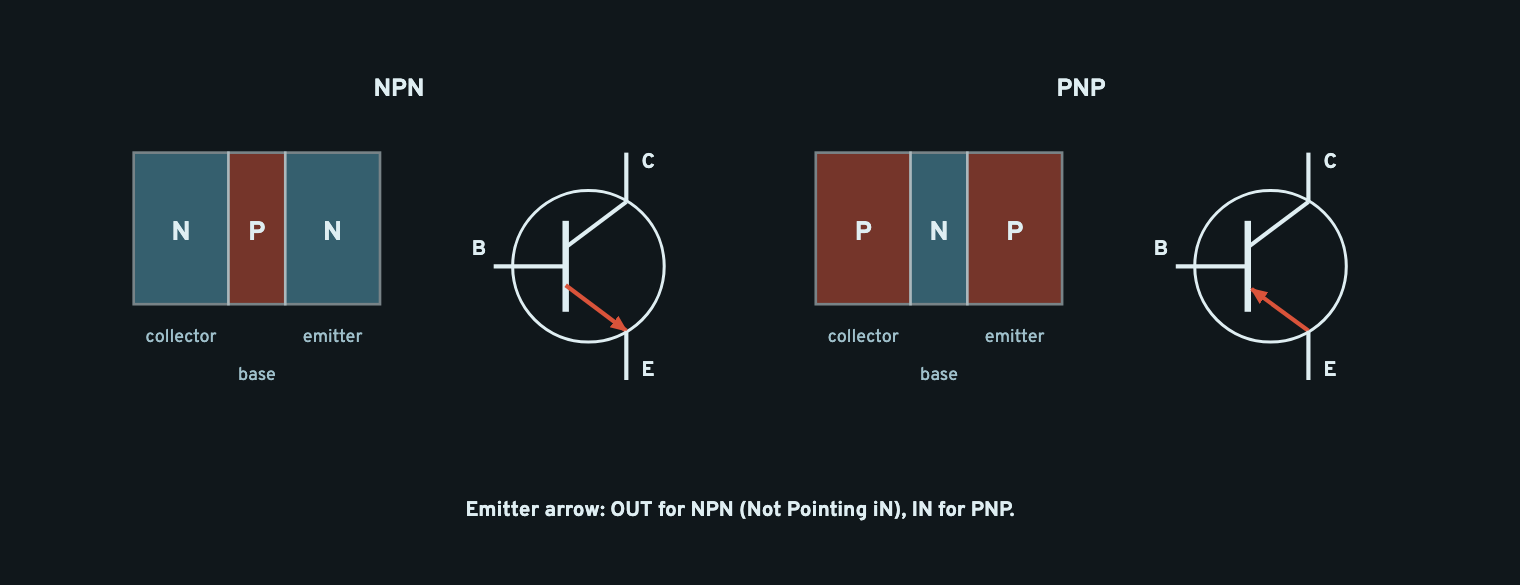 NPN
PNP
N P N
collector
emitter
base
B
C
E
P N P
collector
emitter
base
B
C
E
Emitter arrow: OUT for NPN (Not Pointing iN), IN for PNP.